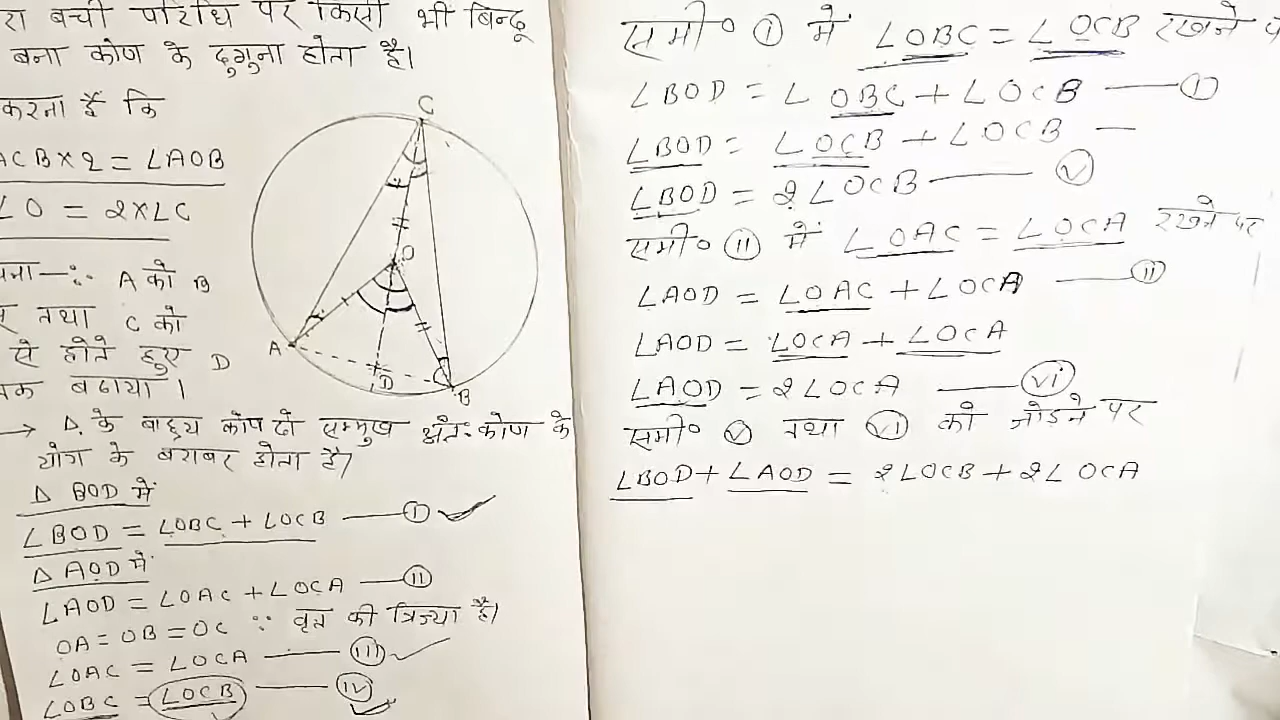 रा बची परिधि पर किसी भी बिन्दू
बना कोण के दुगुना होता है।
करना हैं कि
ACB×2 = ∠AOB
∠O = 2×∠C
A को B
तथा C को
से होते हुए D
तक बढाया।
C
O
A
D
B
→ Δ के बाह्य कोण दो सम्मुख अंतः कोण के
योग के बराबर होता है।
Δ BOD में
∠BOD = ∠OBC + ∠OCB — (I)
Δ AOD में
∠AOD = ∠OAC + ∠OCA — (II)
OA = OB = OC ∵ वृत की त्रिज्या है।
∠OAC = ∠OCA — (III)
∠OBC = ∠OCB — (IV)
समी० (I) में ∠OBC = ∠OCB रखने प
∠BOD = ∠OBC + ∠OCB — (I)
∠BOD = ∠OCB + ∠OCB —
∠BOD = 2∠OCB — (V)
समी० (II) में ∠OAC = ∠OCA रखने पर
∠AOD = ∠OAC + ∠OCA — (II)
∠AOD = ∠OCA + ∠OCA
∠AOD = 2∠OCA — (VI)
समी० (V) तथा (VI) को जोड़ने पर
∠BOD + ∠AOD = 2∠OCB + 2∠OCA